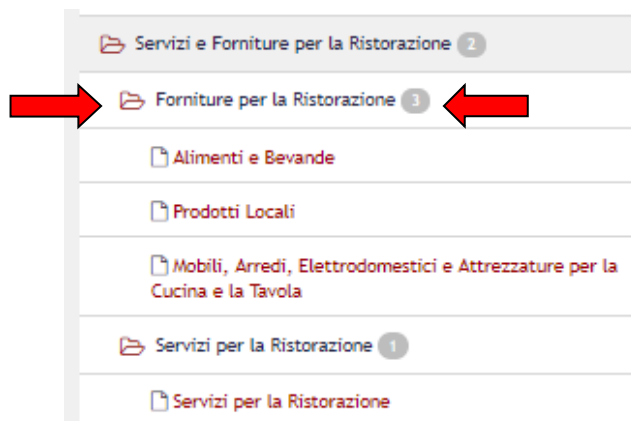 Servizi e Forniture per la Ristorazione 2
Forniture per la Ristorazione 3
Alimenti e Bevande
Prodotti Locali
Mobili, Arredi, Elettrodomestici e Attrezzature per la
Cucina e la Tavola
Servizi per la Ristorazione 1
Servizi per la Ristorazione